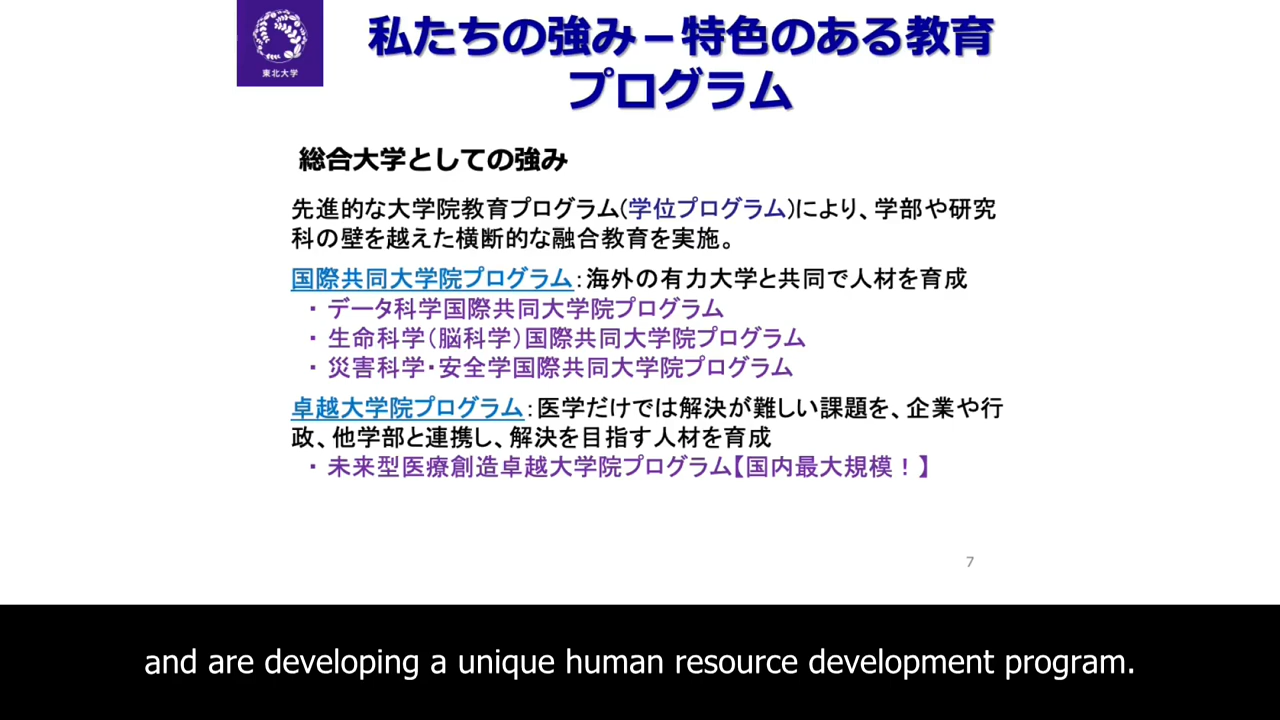 東北大学
私たちの強み－特色のある教育
プログラム
総合大学としての強み
先進的な大学院教育プログラム(学位プログラム)により、学部や研究
科の壁を越えた横断的な融合教育を実施。
国際共同大学院プログラム：海外の有力大学と共同で人材を育成
・ データ科学国際共同大学院プログラム
・ 生命科学（脳科学）国際共同大学院プログラム
・ 災害科学・安全学国際共同大学院プログラム
卓越大学院プログラム：医学だけでは解決が難しい課題を、企業や行
政、他学部と連携し、解決を目指す人材を育成
・ 未来型医療創造卓越大学院プログラム【国内最大規模！】
7
and are developing a unique human resource development program.